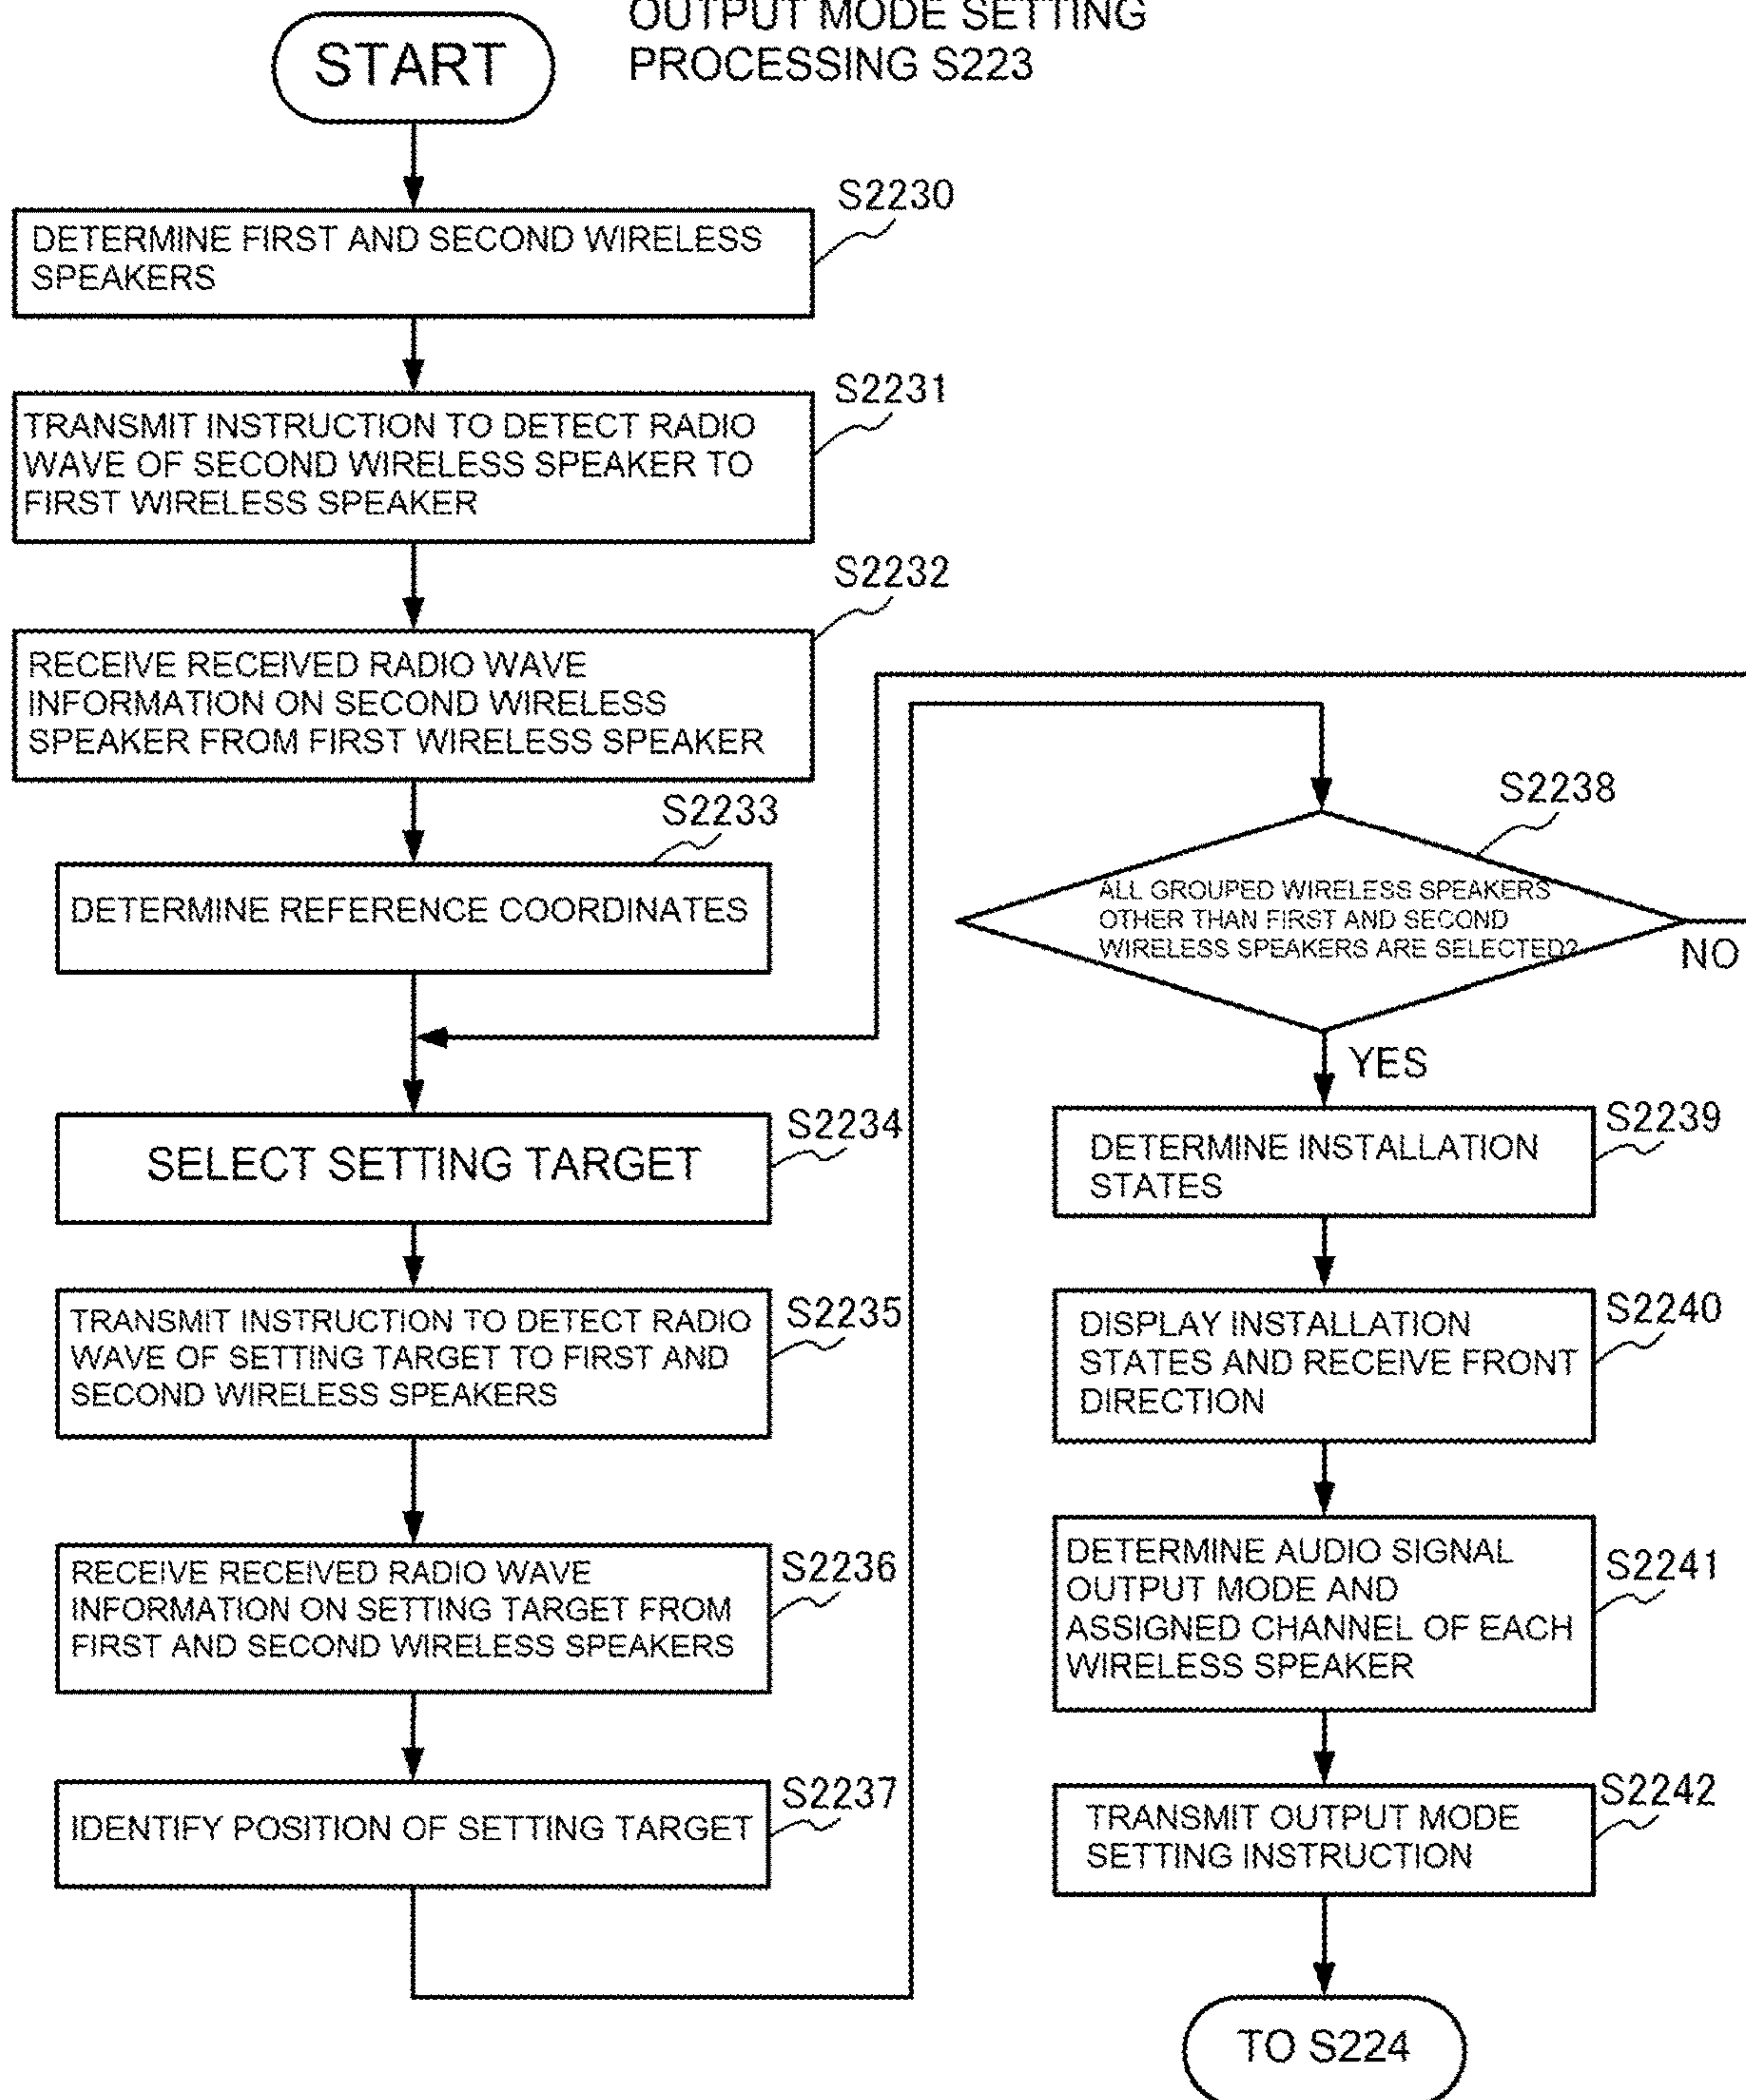 OUTPUT MODE SETTING
PROCESSING S223
START
S2230
DETERMINE FIRST AND SECOND WIRELESS
SPEAKERS
S2231
TRANSMIT INSTRUCTION TO DETECT RADIO
WAVE OF SECOND WIRELESS SPEAKER TO
FIRST WIRELESS SPEAKER
S2232
RECEIVE RECEIVED RADIO WAVE
INFORMATION ON SECOND WIRELESS
SPEAKER FROM FIRST WIRELESS SPEAKER
S2233
DETERMINE REFERENCE COORDINATES
S2234
SELECT SETTING TARGET
S2235
TRANSMIT INSTRUCTION TO DETECT RADIO
WAVE OF SETTING TARGET TO FIRST AND
SECOND WIRELESS SPEAKERS
S2236
RECEIVE RECEIVED RADIO WAVE
INFORMATION ON SETTING TARGET FROM
FIRST AND SECOND WIRELESS SPEAKERS
S2237
IDENTIFY POSITION OF SETTING TARGET
S2238
ALL GROUPED WIRELESS SPEAKERS
OTHER THAN FIRST AND SECOND
WIRELESS SPEAKERS ARE SELECTED?
NO
YES
S2239
DETERMINE INSTALLATION
STATES
S2240
DISPLAY INSTALLATION
STATES AND RECEIVE FRONT
DIRECTION
S2241
DETERMINE AUDIO SIGNAL
OUTPUT MODE AND
ASSIGNED CHANNEL OF EACH
WIRELESS SPEAKER
S2242
TRANSMIT OUTPUT MODE
SETTING INSTRUCTION
TO S224